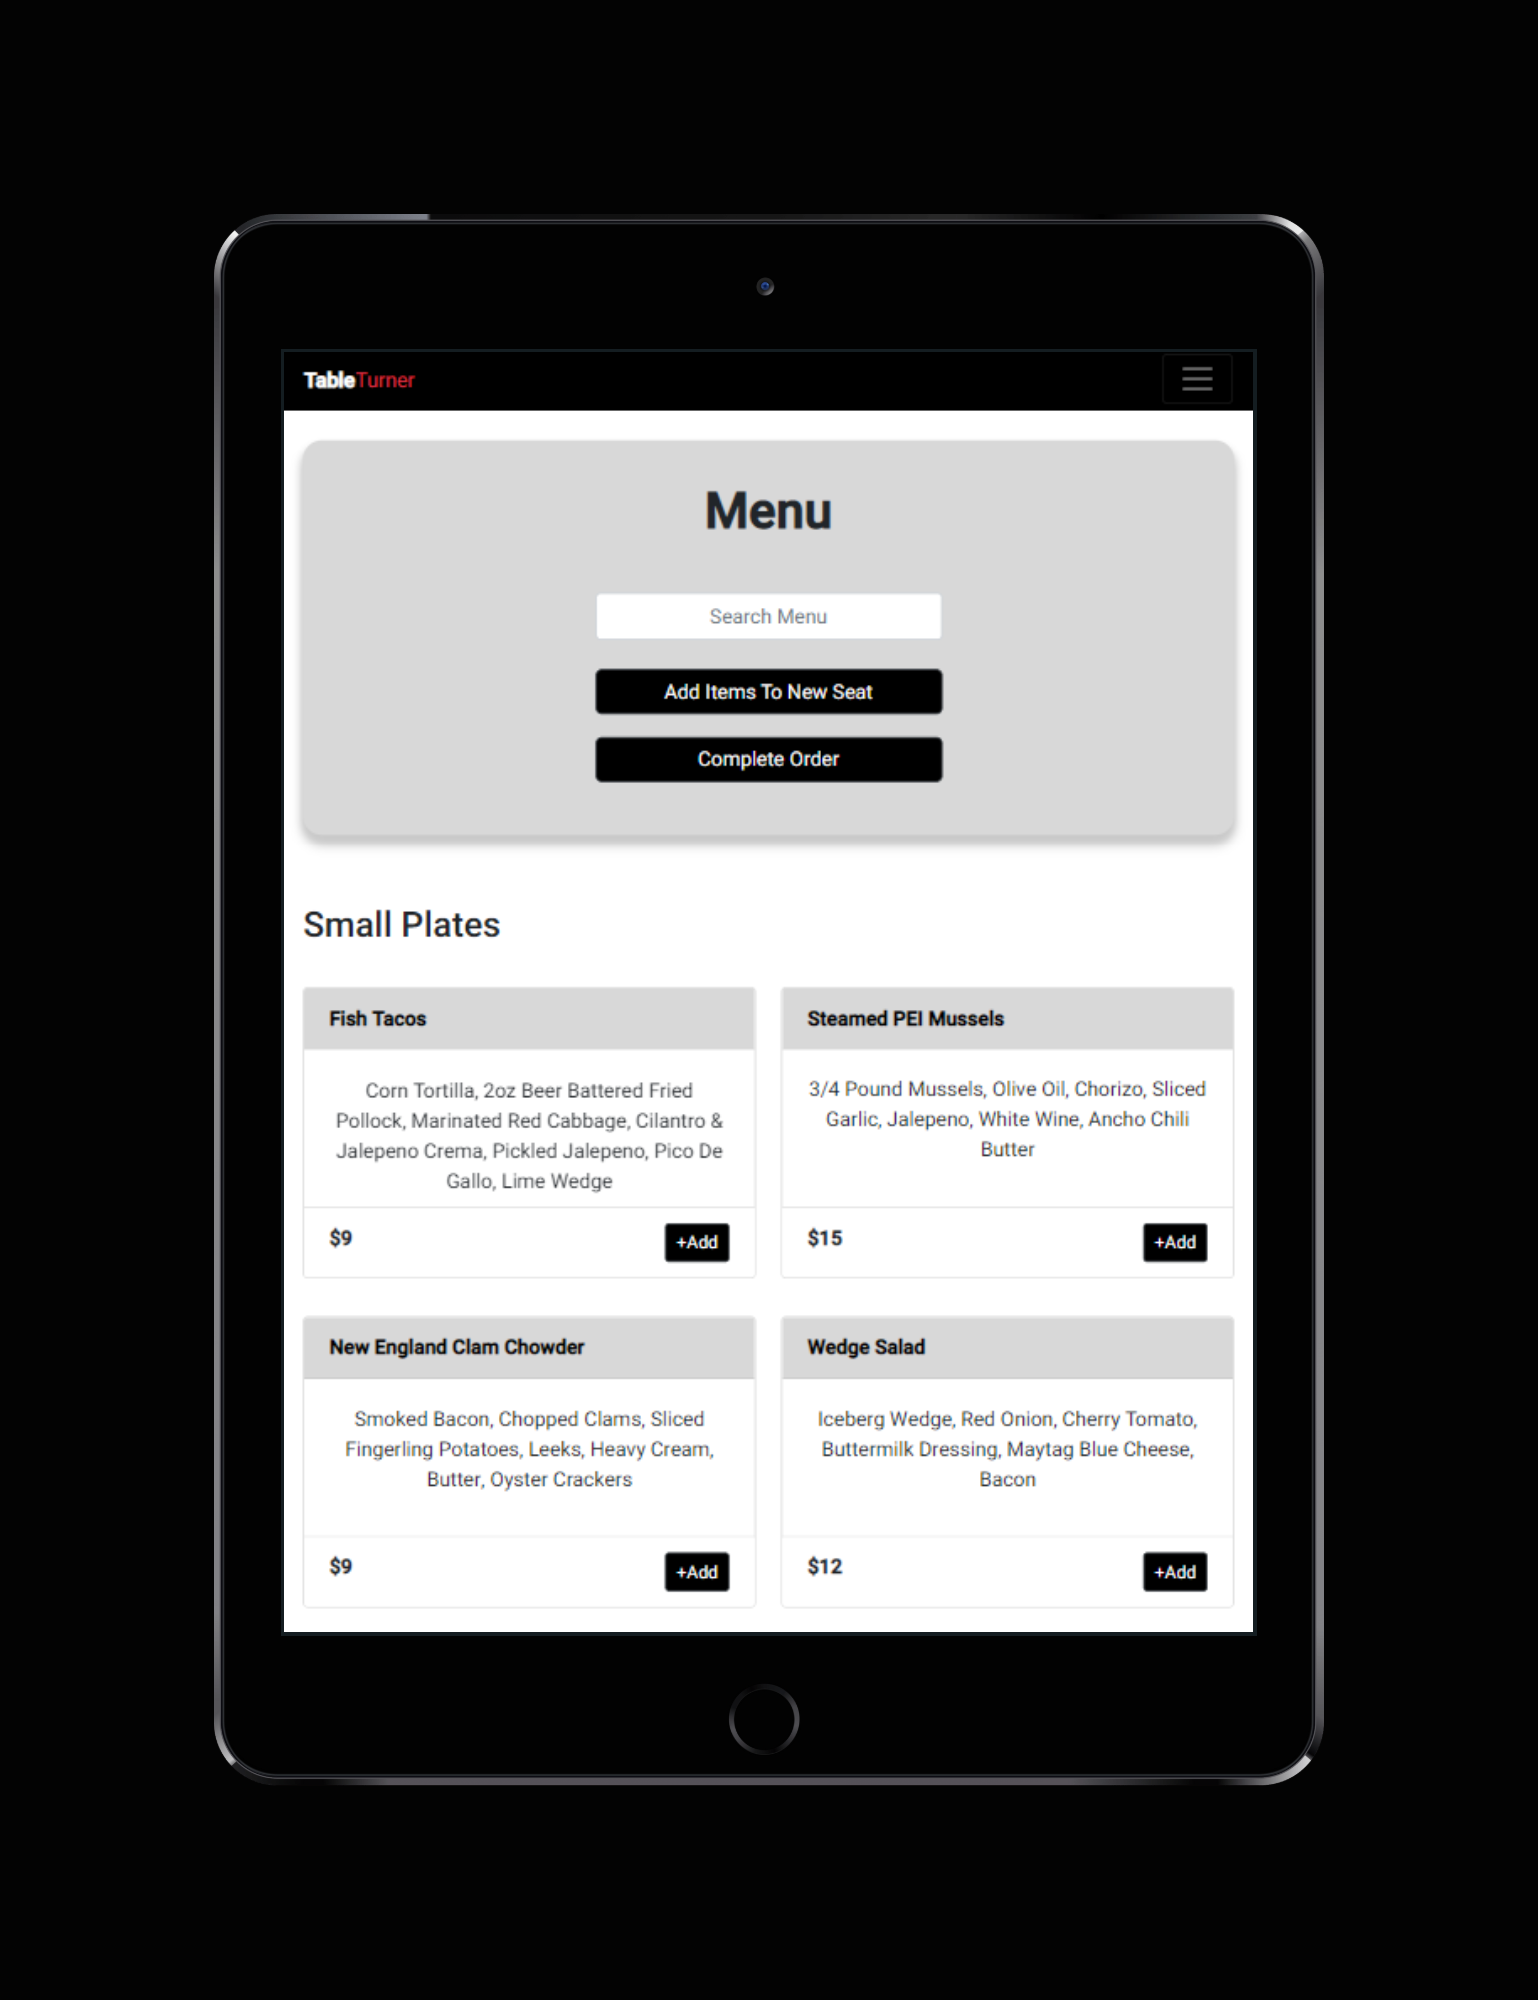 TableTurner
Menu
Search Menu
Add Items To New Seat
Complete Order
Small Plates
Fish Tacos
Corn Tortilla, 2oz Beer Battered Fried
Pollock, Marinated Red Cabbage, Cilantro &
Jalepeno Crema, Pickled Jalepeno, Pico De
Gallo, Lime Wedge
$9
+Add
Steamed PEI Mussels
3/4 Pound Mussels, Olive Oil, Chorizo, Sliced
Garlic, Jalepeno, White Wine, Ancho Chili
Butter
$15
+Add
New England Clam Chowder
Smoked Bacon, Chopped Clams, Sliced
Fingerling Potatoes, Leeks, Heavy Cream,
Butter, Oyster Crackers
$9
+Add
Wedge Salad
Iceberg Wedge, Red Onion, Cherry Tomato,
Buttermilk Dressing, Maytag Blue Cheese,
Bacon
$12
+Add